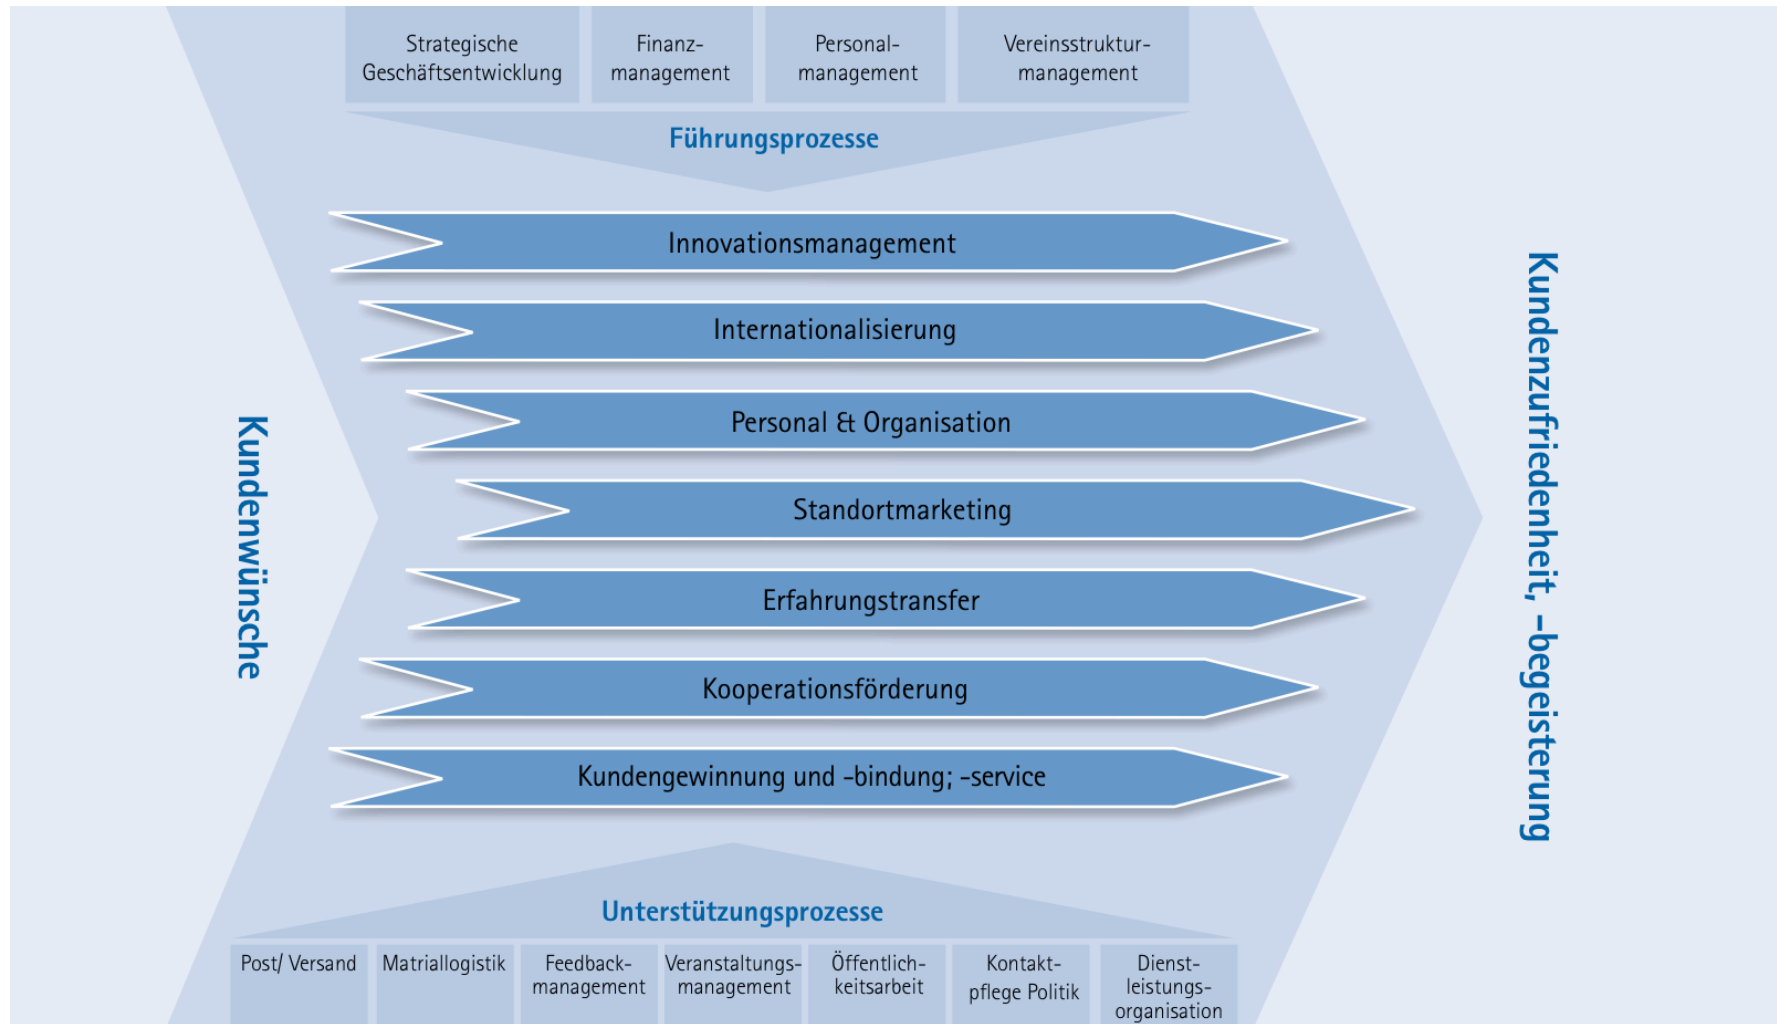 Strategische
Geschäftsentwicklung
Finanz-
management
Personal-
management
Vereinsstruktur-
management
Führungsprozesse
Innovationsmanagement
Internationalisierung
Personal & Organisation
Standortmarketing
Erfahrungstransfer
Kooperationsförderung
Kundengewinnung und -bindung; -service
Kundenwünsche
Kundenzufriedenheit, -begeisterung
Unterstützungsprozesse
Post/ Versand
Matriallogistik
Feedback-
management
Veranstaltungs-
management
Öffentlich-
keitsarbeit
Kontakt-
pflege Politik
Dienst-
leistungs-
organisation